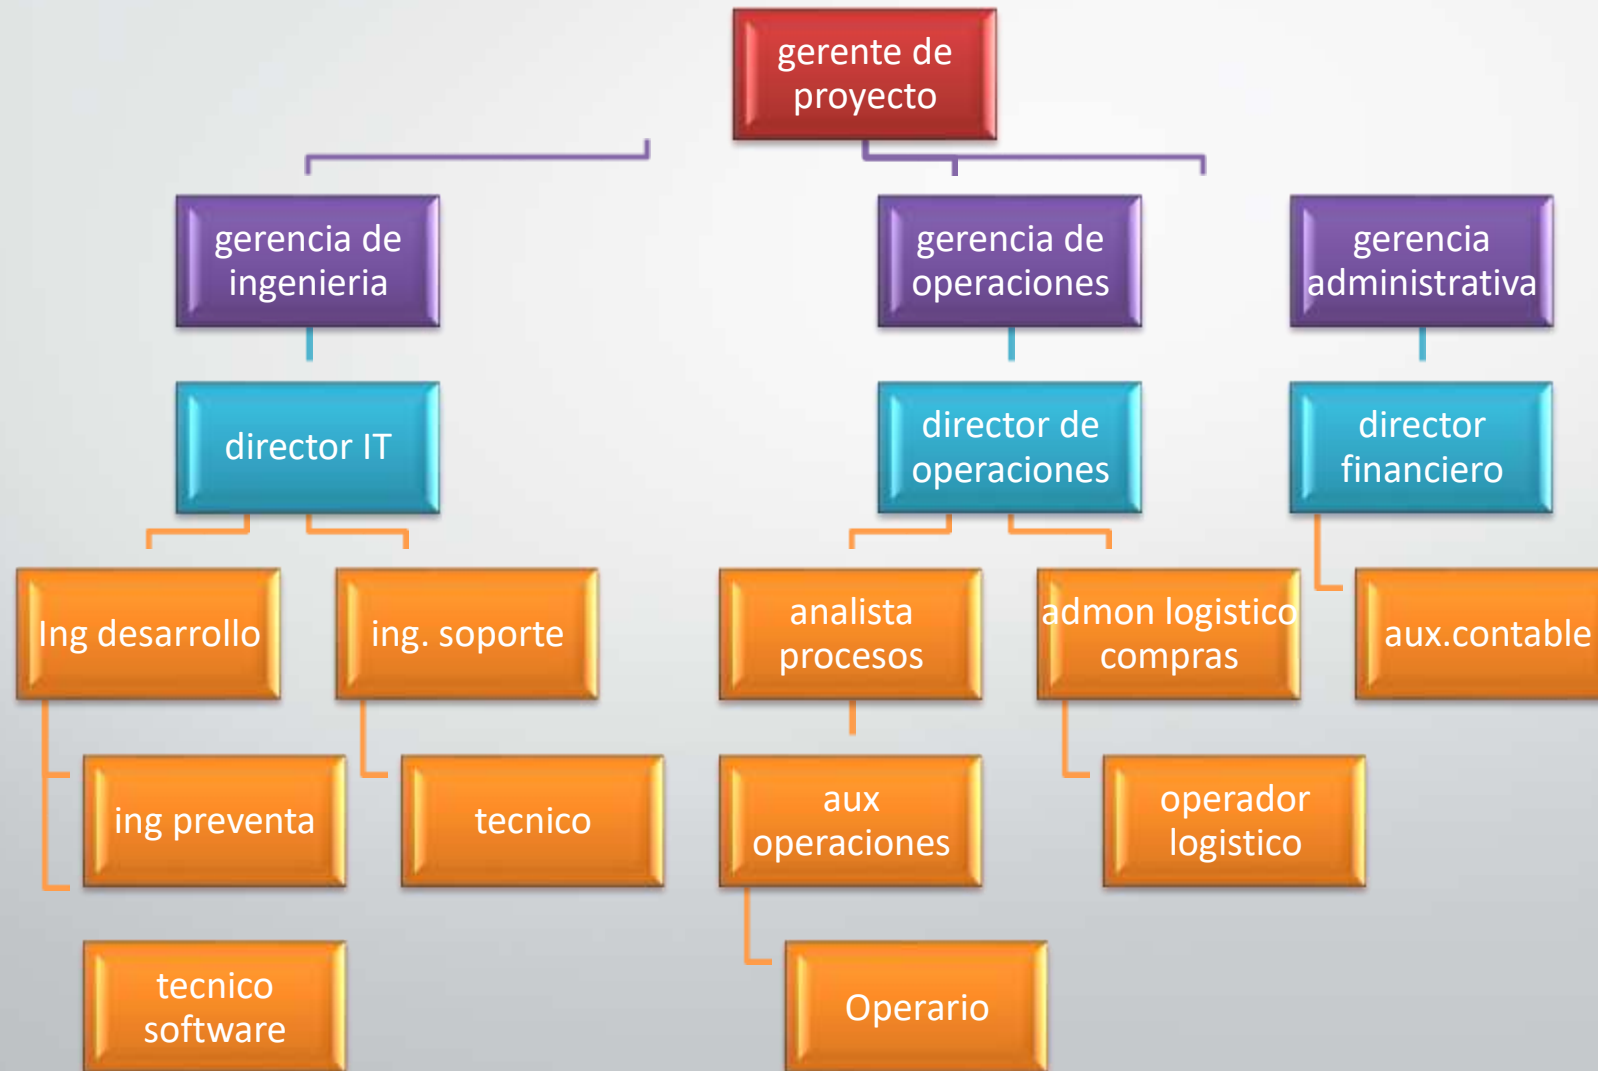 gerente de
proyecto
gerencia de
ingenieria
gerencia de
operaciones
gerencia
administrativa
director IT
director de
operaciones
director
financiero
Ing desarrollo
ing. soporte
analista
procesos
admon logistico
compras
aux.contable
ing preventa
tecnico
aux
operaciones
operador
logistico
tecnico
software
Operario